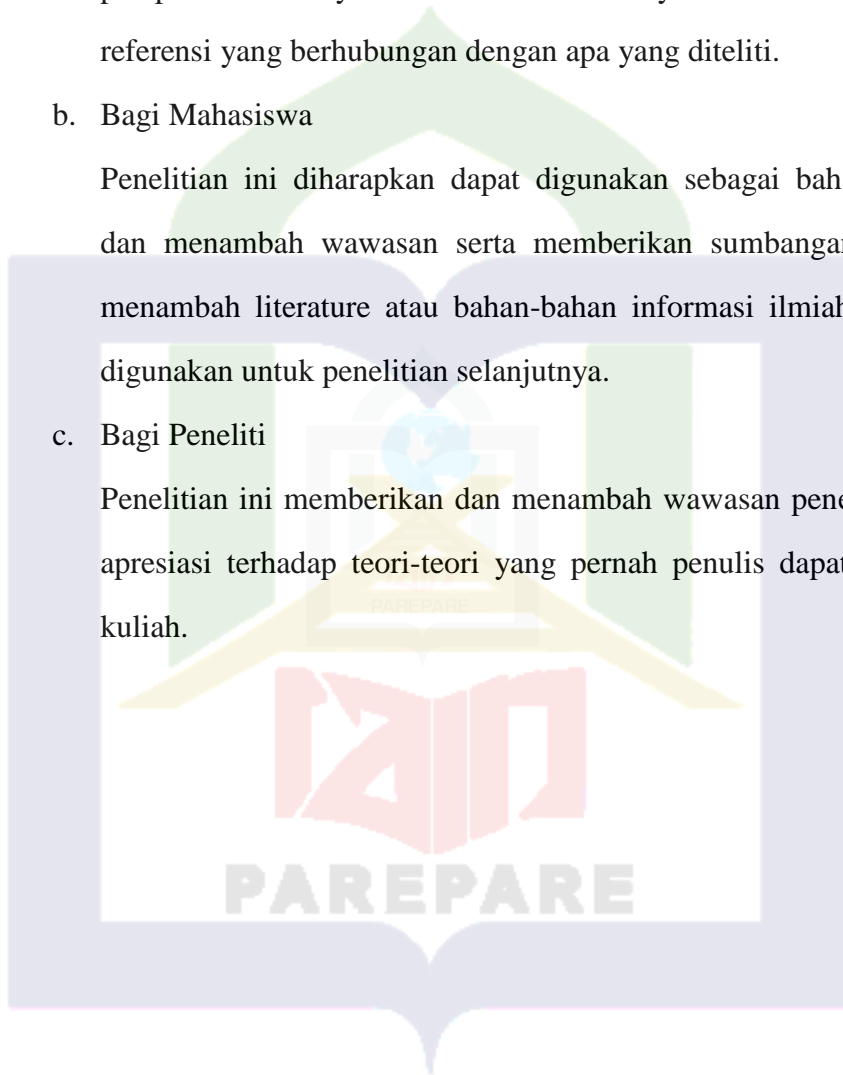 referensi yang berhubungan dengan apa yang diteliti.
b. Bagi Mahasiswa
Penelitian ini diharapkan dapat digunakan sebagai bah
dan menambah wawasan serta memberikan sumbangan
menambah literature atau bahan-bahan informasi ilmiah
digunakan untuk penelitian selanjutnya.
c. Bagi Peneliti
Penelitian ini memberikan dan menambah wawasan pene
apresiasi terhadap teori-teori yang pernah penulis dapat
kuliah.
PAREPARE
iain
PAREPARE